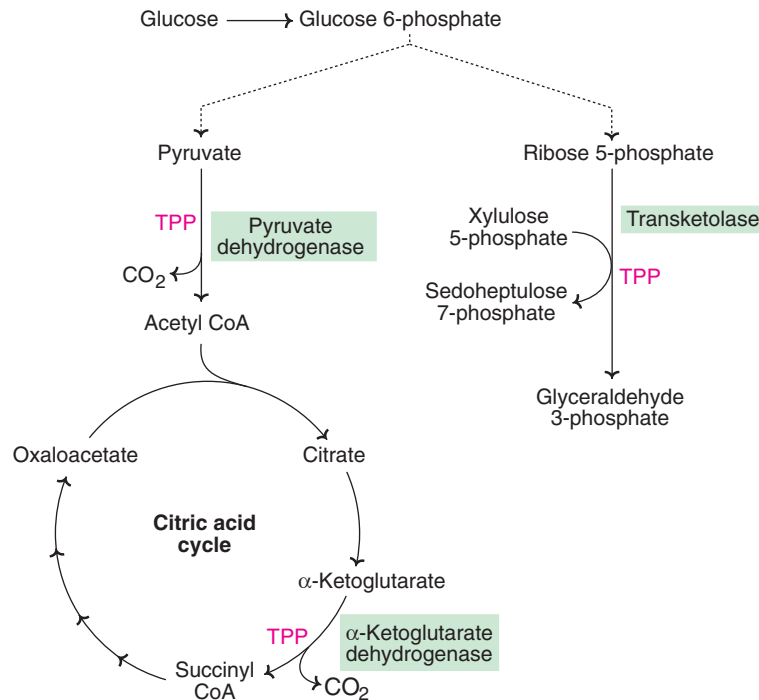 Glucose
Glucose 6-phosphate
Pyruvate
Ribose 5-phosphate
TPP
Pyruvate
dehydrogenase
CO2
Acetyl CoA
Xylulose
5-phosphate
Transketolase
TPP
Sedoheptulose
7-phosphate
Glyceraldehyde
3-phosphate
Oxaloacetate
Citrate
Citric acid
cycle
α-Ketoglutarate
TPP
α-Ketoglutarate
dehydrogenase
Succinyl
CoA
CO2